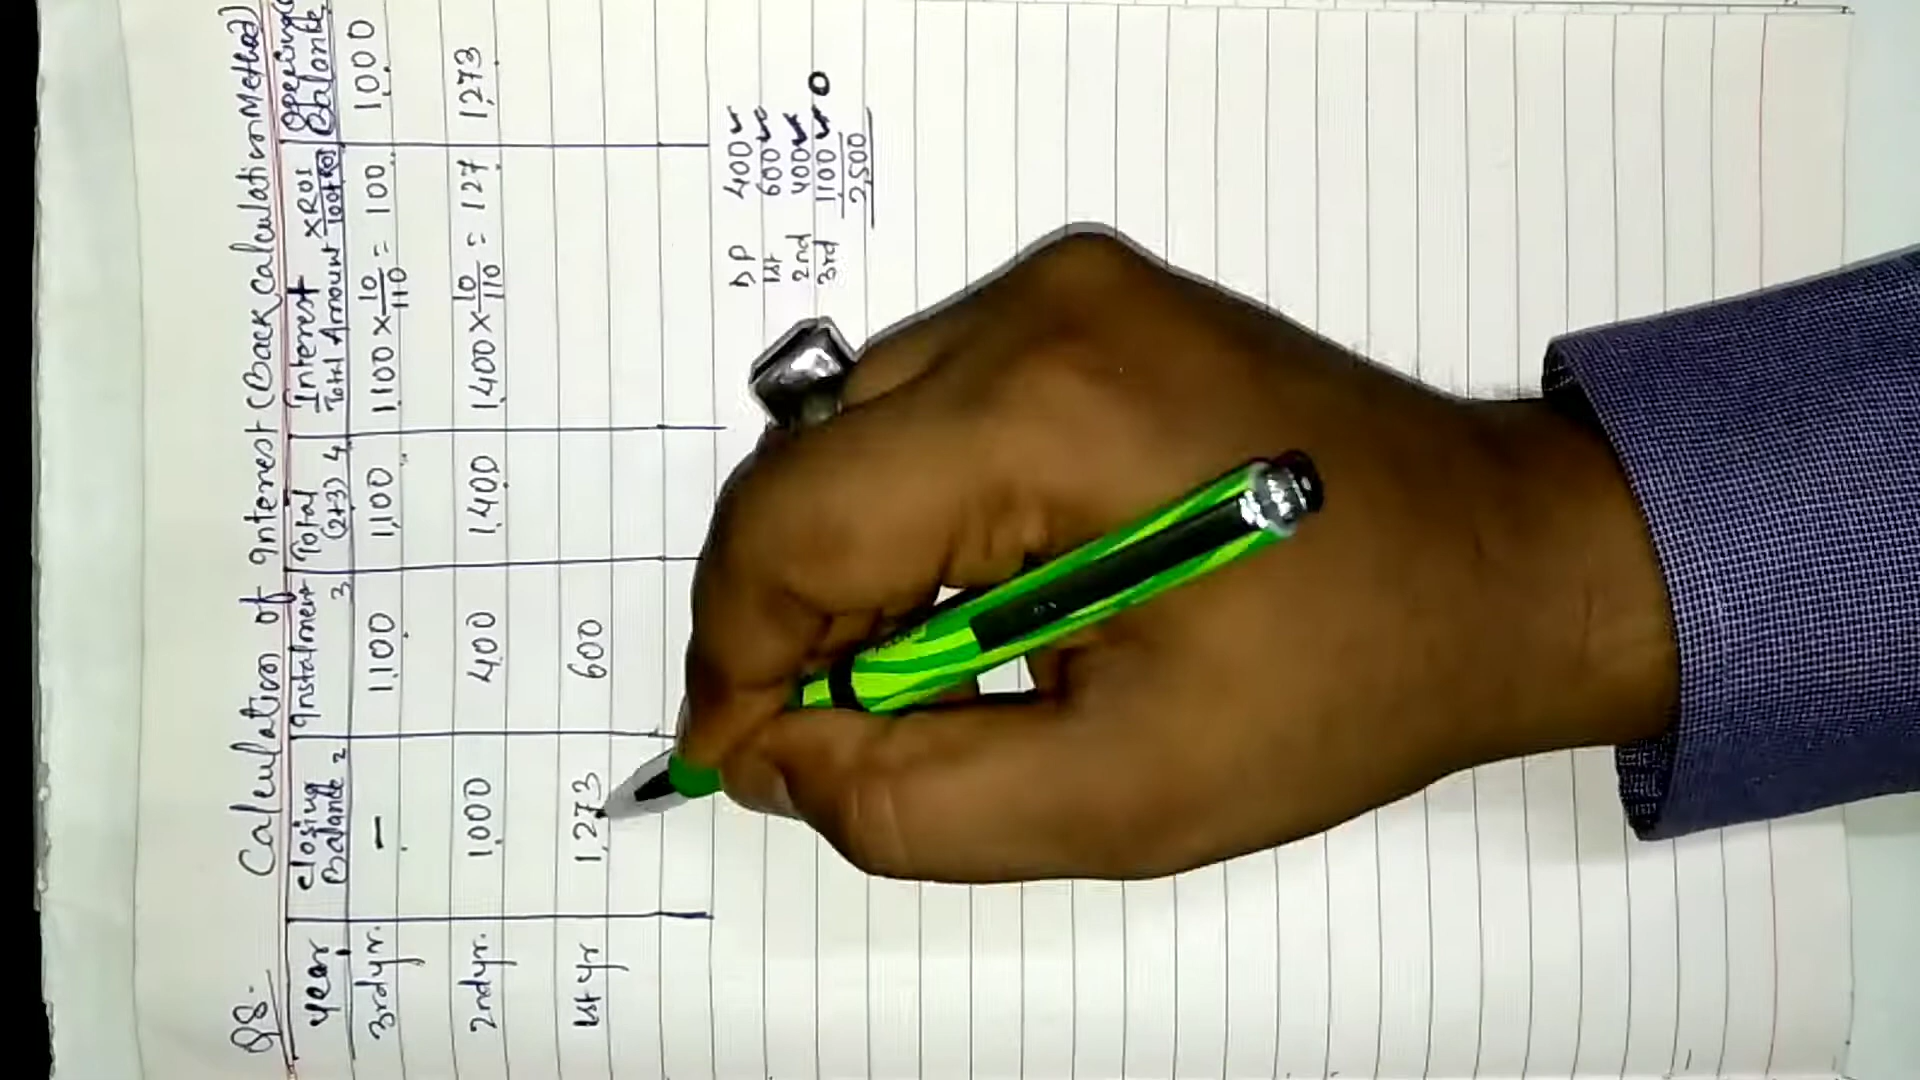 Q8. Calculation of Interest (Back Calculation Method)
Year Closing Balance 2 Instalment 3 Total (2+3) 4 Interest Total Amount × ROI / 100+ROI Opening Balance
3rd yr. — 1,100 1,100 1,100 × 10/110 = 100 1,000
2nd yr. 1,000 400 1,400 1,400 × 10/110 = 127 1,273
1st yr 1,273 600
DP 400 ✓
1st 600 ✓
2nd 400 ✓
3rd 1100 ✓ 0
2,500